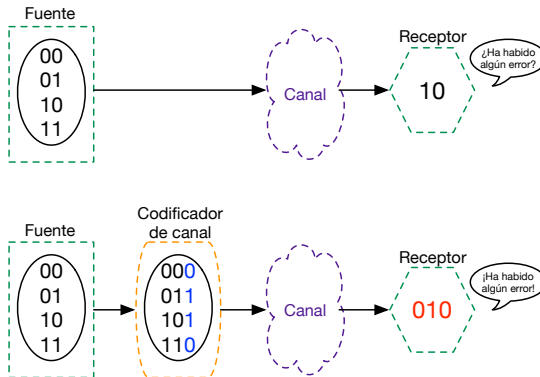 Fuente
00
01
10
11
Canal
Receptor
10
¿Ha habido
algún error?
Fuente
00
01
10
11
Codificador
de canal
000
011
101
110
Canal
Receptor
010
¡Ha habido
algún error!